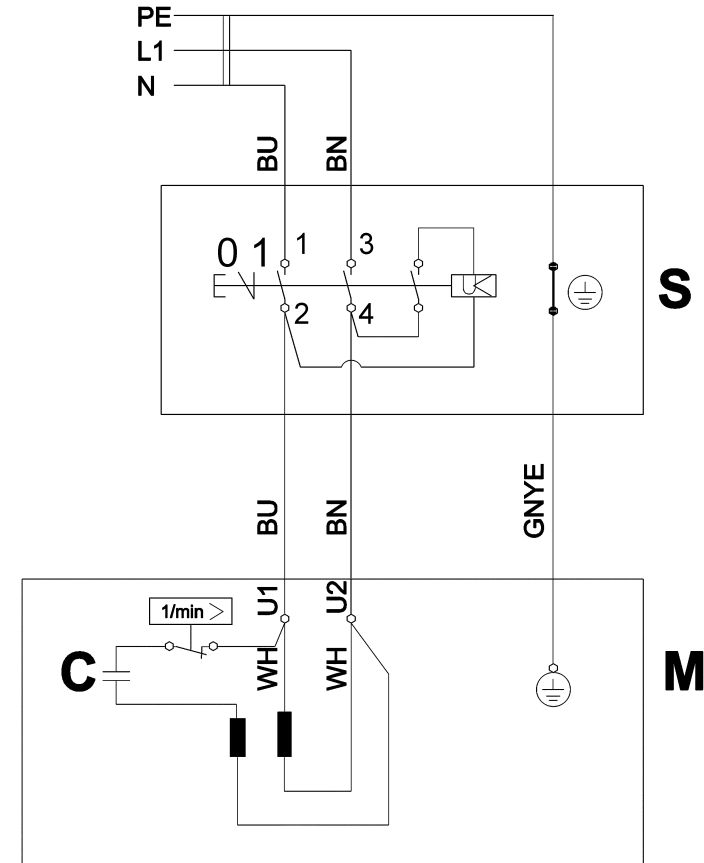 PE
L1
N
BU BN
0 1 1 3
S
2 4
BU BN GNYE
U1 U2
1/min >
C WH WH M